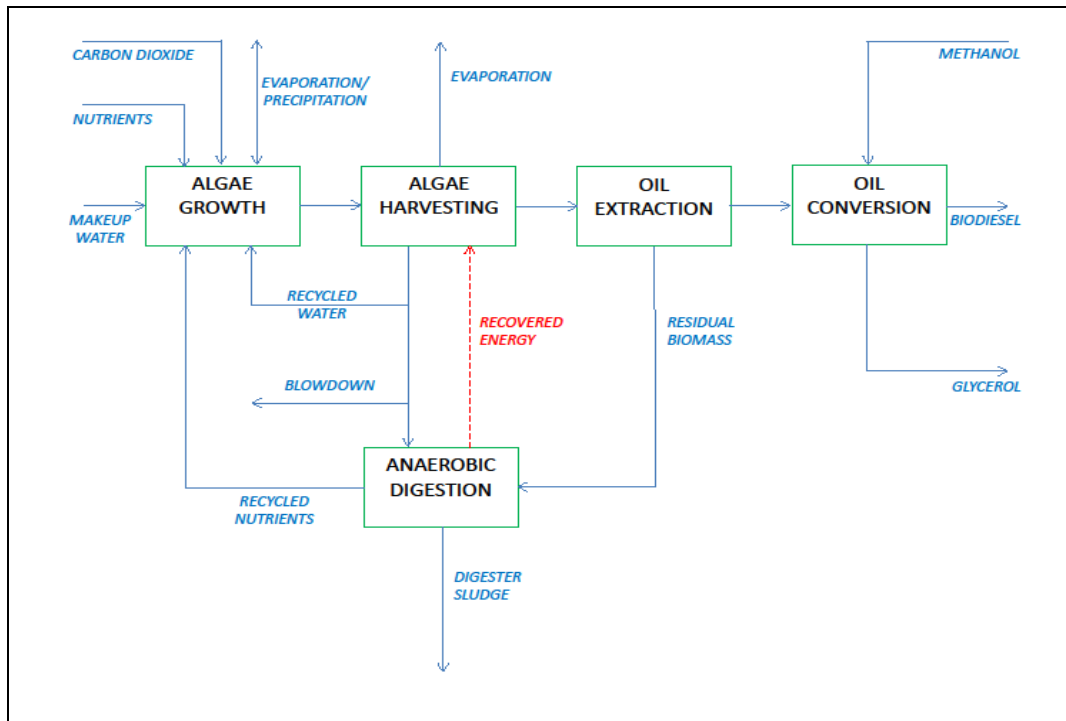 CARBON DIOXIDE
EVAPORATION/
PRECIPITATION
EVAPORATION
METHANOL
NUTRIENTS
ALGAE
GROWTH
ALGAE
HARVESTING
OIL
EXTRACTION
OIL
CONVERSION
MAKEUP
WATER
BIODIESEL
RECYCLED
WATER
RECOVERED
ENERGY
RESIDUAL
BIOMASS
BLOWDOWN
GLYCEROL
ANAEROBIC
DIGESTION
RECYCLED
NUTRIENTS
DIGESTER
SLUDGE